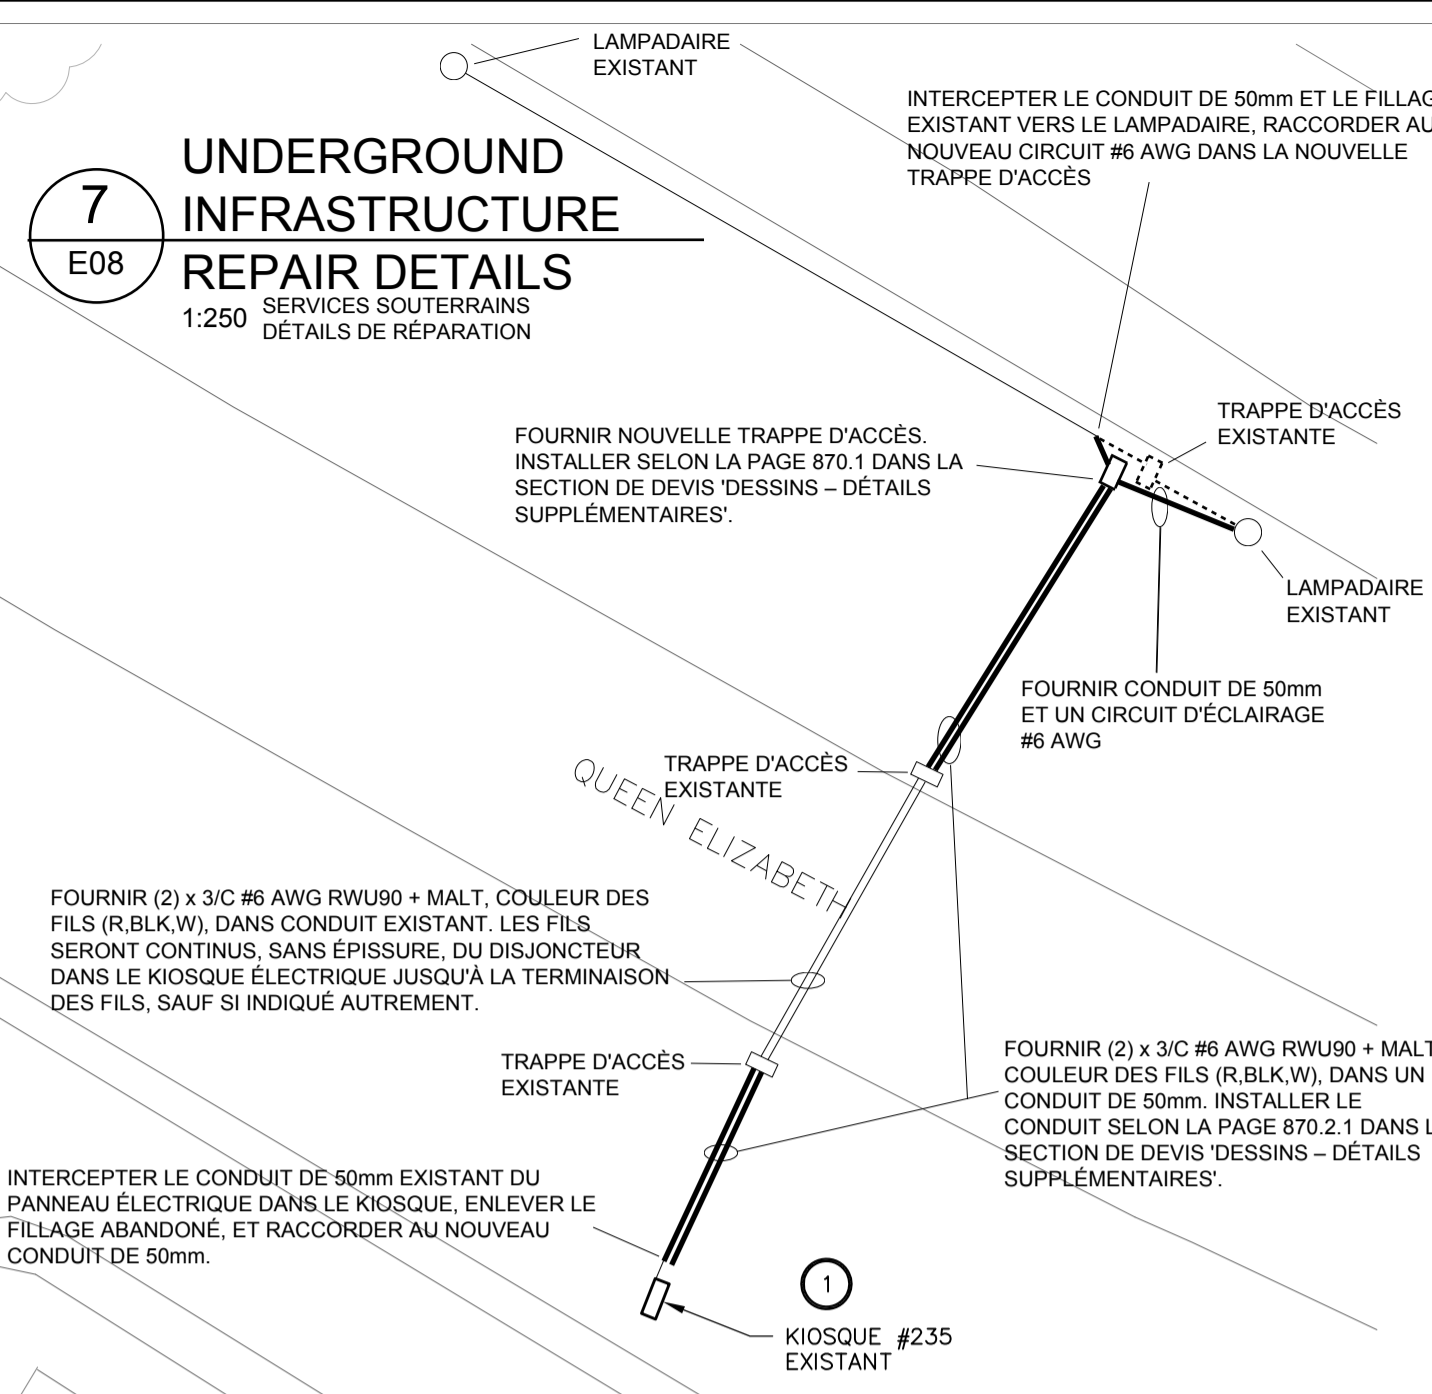 LAMPADAIRE
EXISTANT
INTERCEPTER LE CONDUIT DE 50mm ET LE FILLAG
EXISTANT VERS LE LAMPADAIRE, RACCORDER AU
NOUVEAU CIRCUIT #6 AWG DANS LA NOUVELLE
TRAPPE D'ACCÈS
7
E08
UNDERGROUND
INFRASTRUCTURE
REPAIR DETAILS
1:250
SERVICES SOUTERRAINS
DÉTAILS DE RÉPARATION
TRAPPE D'ACCÈS
EXISTANTE
FOURNIR NOUVELLE TRAPPE D'ACCÈS.
INSTALLER SELON LA PAGE 870.1 DANS LA
SECTION DE DEVIS 'DESSINS – DÉTAILS
SUPPLÉMENTAIRES'.
LAMPADAIRE
EXISTANT
FOURNIR CONDUIT DE 50mm
ET UN CIRCUIT D'ÉCLAIRAGE
#6 AWG
TRAPPE D'ACCÈS
EXISTANTE
QUEEN ELIZABETH
FOURNIR (2) x 3/C #6 AWG RWU90 + MALT, COULEUR DES
FILS (R,BLK,W), DANS CONDUIT EXISTANT. LES FILS
SERONT CONTINUS, SANS ÉPISSURE, DU DISJONCTEUR
DANS LE KIOSQUE ÉLECTRIQUE JUSQU'À LA TERMINAISON
DES FILS, SAUF SI INDIQUÉ AUTREMENT.
TRAPPE D'ACCÈS
EXISTANTE
FOURNIR (2) x 3/C #6 AWG RWU90 + MALT
COULEUR DES FILS (R,BLK,W), DANS UN
CONDUIT DE 50mm. INSTALLER LE
CONDUIT SELON LA PAGE 870.2.1 DANS L
SECTION DE DEVIS 'DESSINS – DÉTAILS
SUPPLÉMENTAIRES'.
INTERCEPTER LE CONDUIT DE 50mm EXISTANT DU
PANNEAU ÉLECTRIQUE DANS LE KIOSQUE, ENLEVER LE
FILLAGE ABANDONÉ, ET RACCORDER AU NOUVEAU
CONDUIT DE 50mm.
1
KIOSQUE #235
EXISTANT